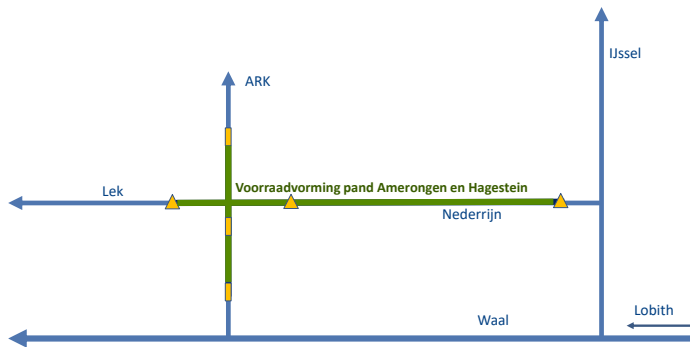 IJssel
ARK
Voorraadvorming pand Amerongen en Hagestein
Lek
Nederrijn
Lobith
Waal